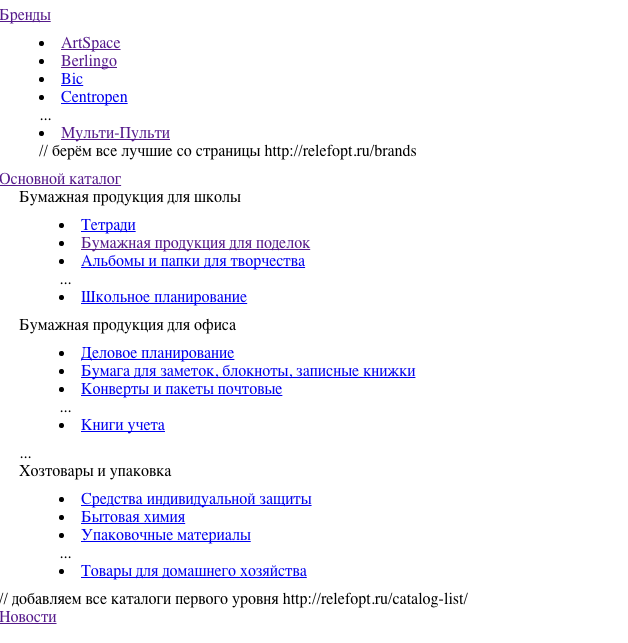 Бренды
ArtSpace
Berlingo
Bic
Centropen
...
Мульти-Пульти
// берём все лучшие со страницы http://relefopt.ru/brands
Основной каталог
Бумажная продукция для школы
Тетради
Бумажная продукция для поделок
Альбомы и папки для творчества
...
Школьное планирование
Бумажная продукция для офиса
Деловое планирование
Бумага для заметок, блокноты, записные книжки
Конверты и пакеты почтовые
...
Книги учета
...
Хозтовары и упаковка
Средства индивидуальной защиты
Бытовая химия
Упаковочные материалы
...
Товары для домашнего хозяйства
// добавляем все каталоги первого уровня http://relefopt.ru/catalog-list/
Новости